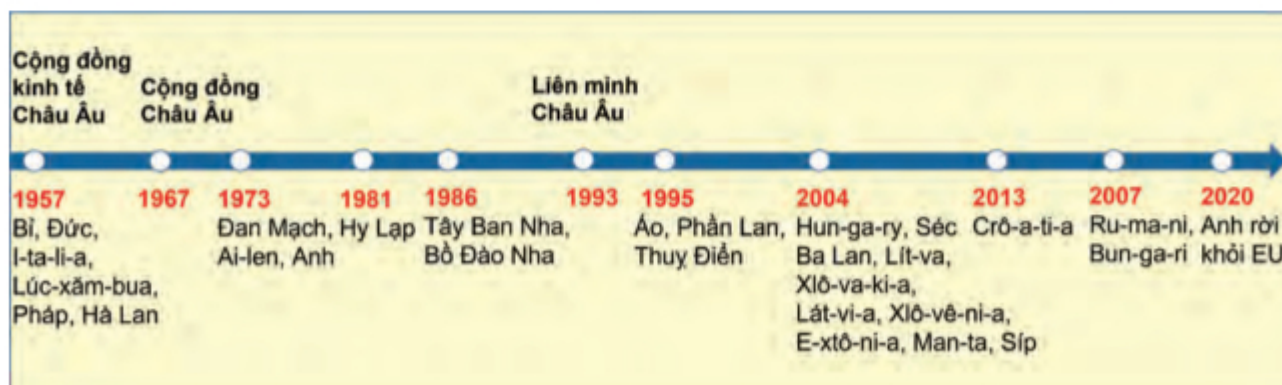 Cộng đồng
kinh tế
Châu Âu
Cộng đồng
Châu Âu
Liên minh
Châu Âu
1957
Bỉ, Đức,
I-ta-li-a,
Lúc-xăm-bua,
Pháp, Hà Lan
1967
1973
Đan Mạch,
Ai-len, Anh
1981
Hy Lạp
1986
Tây Ban Nha,
Bồ Đào Nha
1993
1995
Áo, Phần Lan,
Thuỵ Điển
2004
Hun-ga-ry, Séc
Ba Lan, Lít-va,
Xlô-va-ki-a,
Lát-vi-a, Xlô-vê-ni-a,
E-xtô-ni-a, Man-ta, Síp
2013
Crô-a-ti-a
2007
Ru-ma-ni,
Bun-ga-ri
2020
Anh rời
khỏi EU